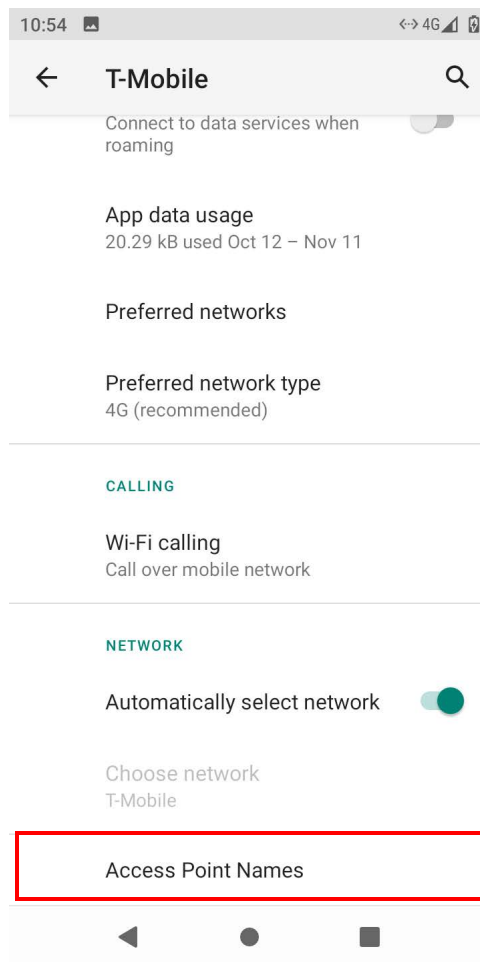 10:54 4G
T-Mobile
Connect to data services when
roaming
App data usage
20.29 kB used Oct 12 – Nov 11
Preferred networks
Preferred network type
4G (recommended)
CALLING
Wi-Fi calling
Call over mobile network
NETWORK
Automatically select network
Choose network
T-Mobile
Access Point Names